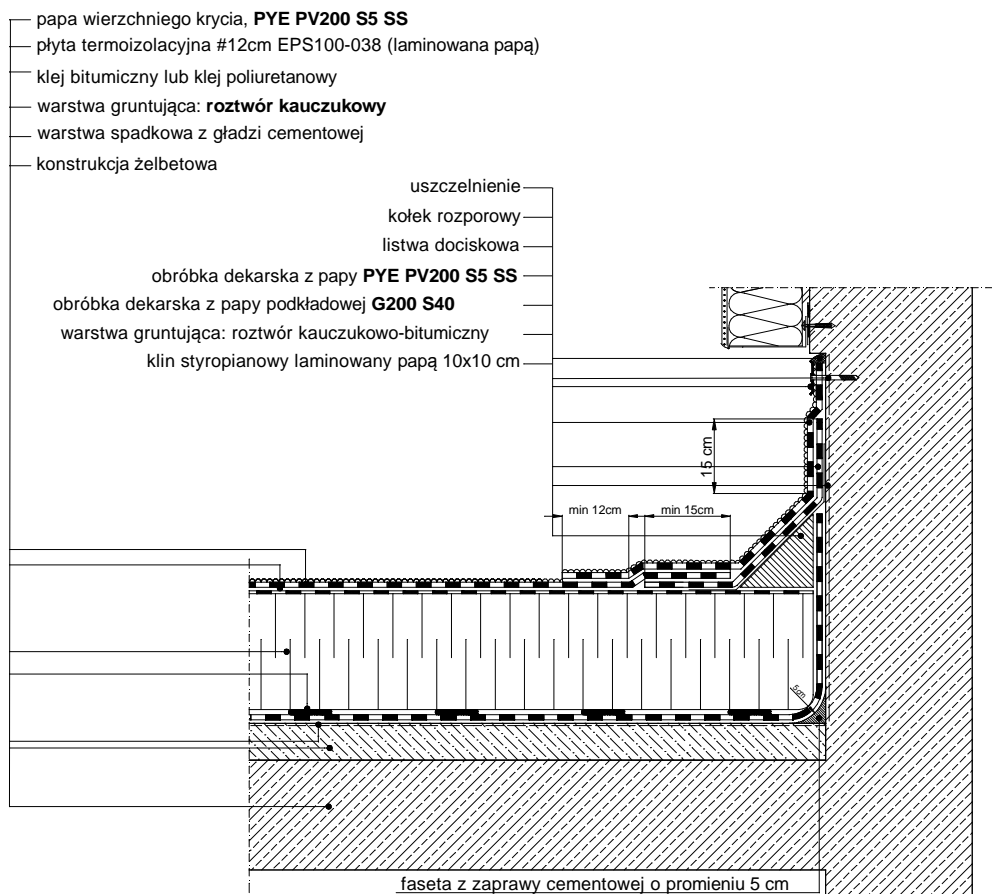 papa wierzchniego krycia, PYE PV200 S5 SS
płyta termoizolacyjna #12cm EPS100-038 (laminowana papą)
klej bitumiczny lub klej poliuretanowy
warstwa gruntująca: roztwór kauczukowy
warstwa spadkowa z gładzi cementowej
konstrukcja żelbetowa
uszczelnienie
kołek rozporowy
listwa dociskowa
obróbka dekarska z papy PYE PV200 S5 SS
obróbka dekarska z papy podkładowej G200 S40
warstwa gruntująca: roztwór kauczukowo-bitumiczny
klin styropianowy laminowany papą 10x10 cm
15 cm
min 12cm
min 15cm
5cm
faseta z zaprawy cementowej o promieniu 5 cm